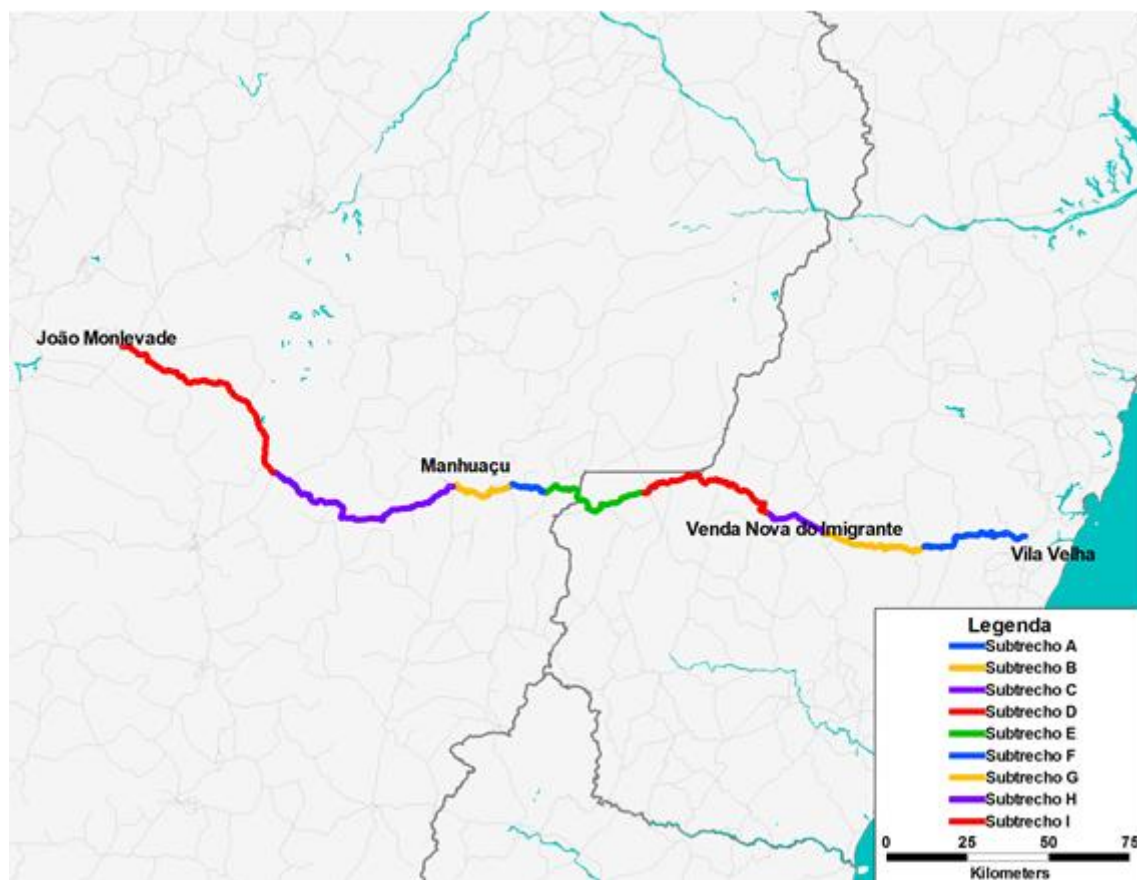 João Monlevade
Manhuaçu
Venda Nova do Imigrante
Vila Velha
Legenda
Subtrecho A
Subtrecho B
Subtrecho C
Subtrecho D
Subtrecho E
Subtrecho F
Subtrecho G
Subtrecho H
Subtrecho I
0 25 50 75
Kilometers